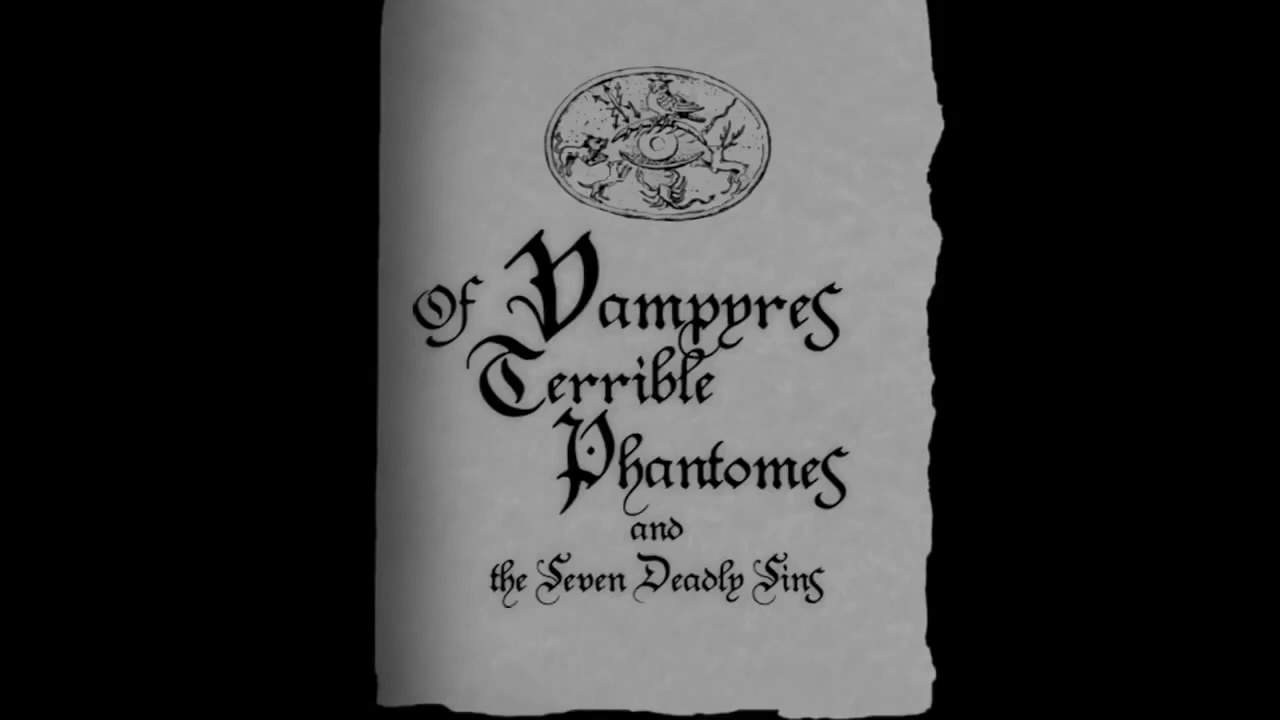 Of Vampyres
Terrible
Phantomes
and
the Seven Deadly Sins